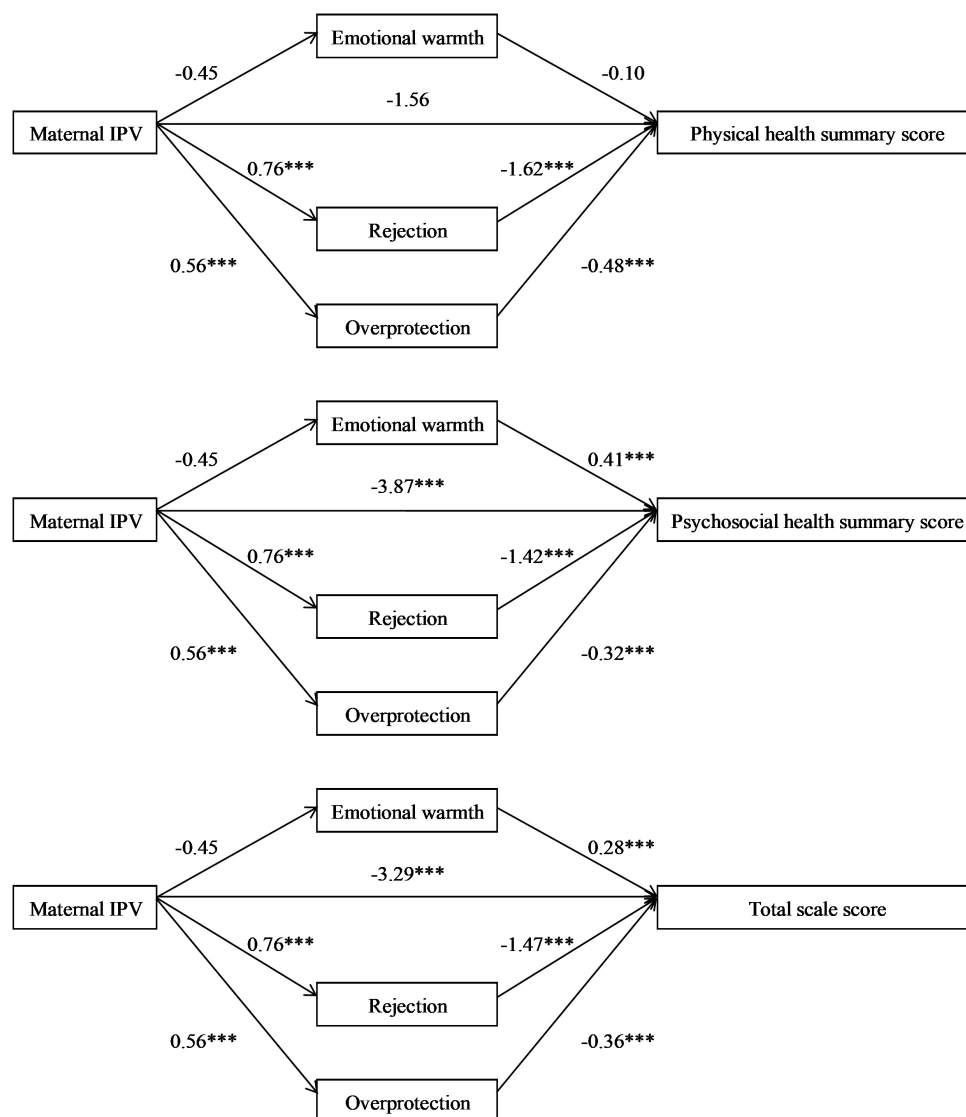 Emotional warmth
-0.45
-0.10
-1.56
Maternal IPV
Physical health summary score
0.76***
-1.62***
Rejection
0.56***
-0.48***
Overprotection
Emotional warmth
-0.45
0.41***
-3.87***
Maternal IPV
Psychosocial health summary score
0.76***
-1.42***
Rejection
0.56***
-0.32***
Overprotection
Emotional warmth
-0.45
0.28***
-3.29***
Maternal IPV
Total scale score
0.76***
-1.47***
Rejection
0.56***
-0.36***
Overprotection